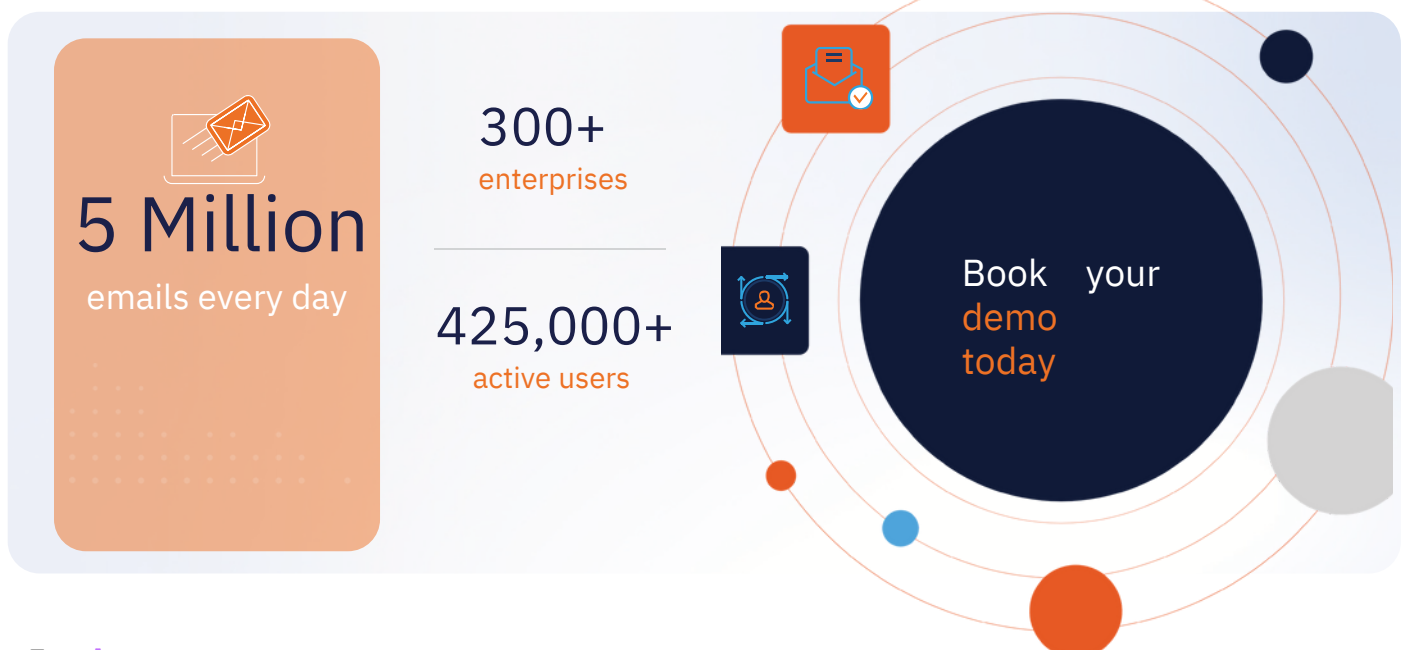 5 Million
emails every day
300+
enterprises
425,000+
active users
Book your
demo
today